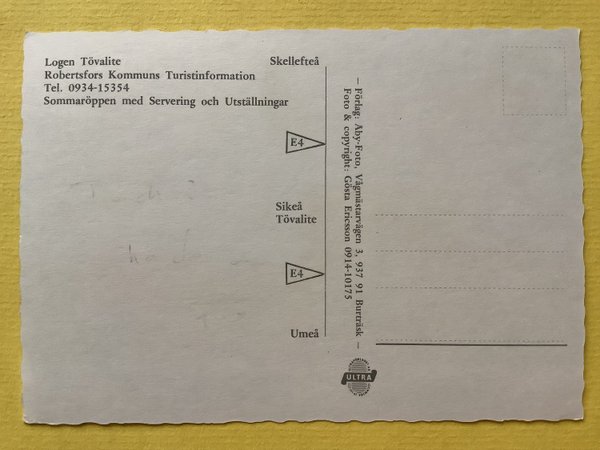 Logen Tövalite
Robertsfors Kommuns Turistinformation
Tel. 0934-15354
Sommaröppen med Servering och Utställningar
Skellefteå
E4
Sikeå
Tövalite
E4
Umeå
– Förlag: Åby-Foto, Vägmästarvägen 3, 937 91 Burträsk –
Foto & copyright: Gösta Ericsson 0914-10175
ULTRA